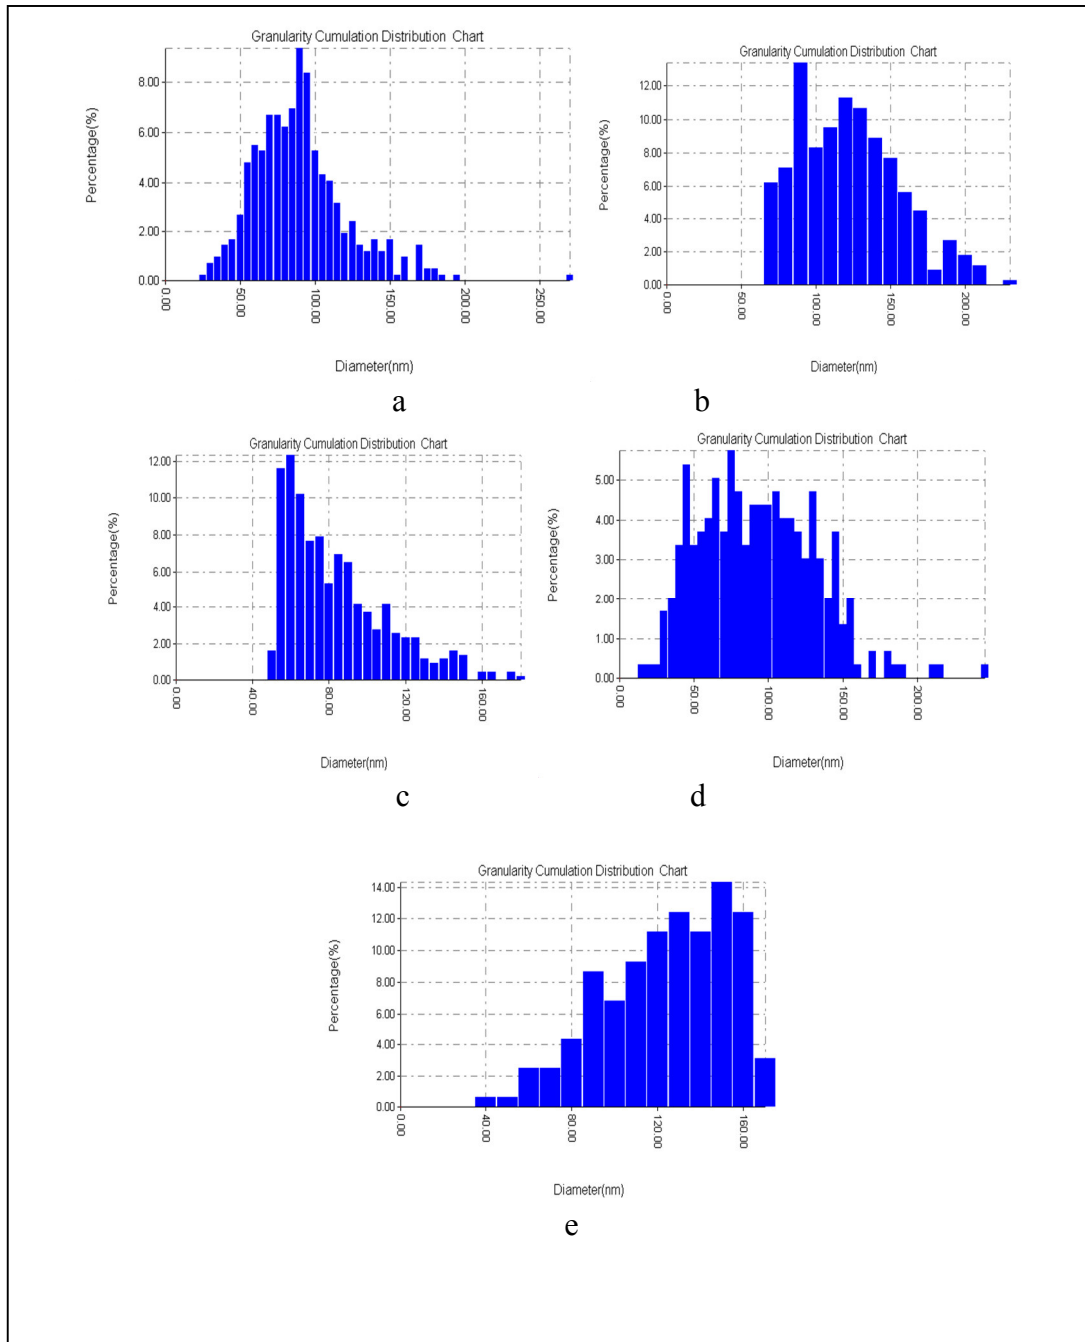 Granularity Cumulation Distribution Chart
Percentage(%)
8.00
6.00
4.00
2.00
0.00
0.00
50.00
100.00
150.00
200.00
250.00
Diameter(nm)
a
Granularity Cumulation Distribution Chart
Percentage(%)
12.00
10.00
8.00
6.00
4.00
2.00
0.00
0.00
50.00
100.00
150.00
200.00
Diameter(nm)
b
Granularity Cumulation Distribution Chart
Percentage(%)
12.00
10.00
8.00
6.00
4.00
2.00
0.00
0.00
40.00
80.00
120.00
160.00
Diameter(nm)
c
Granularity Cumulation Distribution Chart
Percentage(%)
5.00
4.00
3.00
2.00
1.00
0.00
0.00
50.00
100.00
150.00
200.00
Diameter(nm)
d
Granularity Cumulation Distribution Chart
Percentage(%)
14.00
12.00
10.00
8.00
6.00
4.00
2.00
0.00
0.00
40.00
80.00
120.00
160.00
Diameter(nm)
e